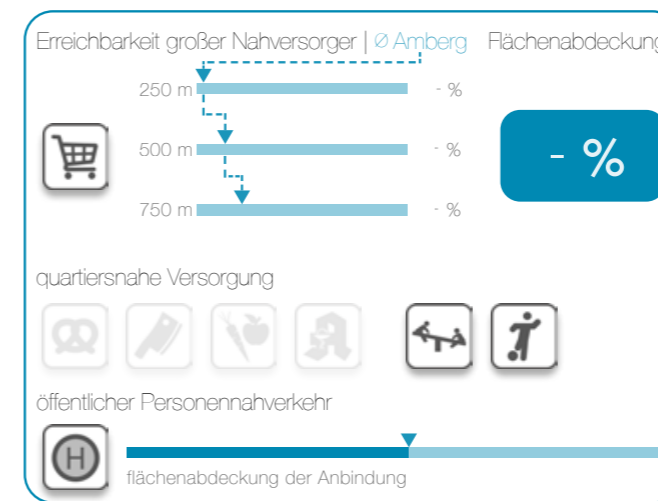 Erreichbarkeit großer Nahversorger | Ø Amberg Flächenabdeckung
250 m - %
500 m - %
- %
750 m - %
quartiersnahe Versorgung
öffentlicher Personennahverkehr
H
flächenabdeckung der Anbindung